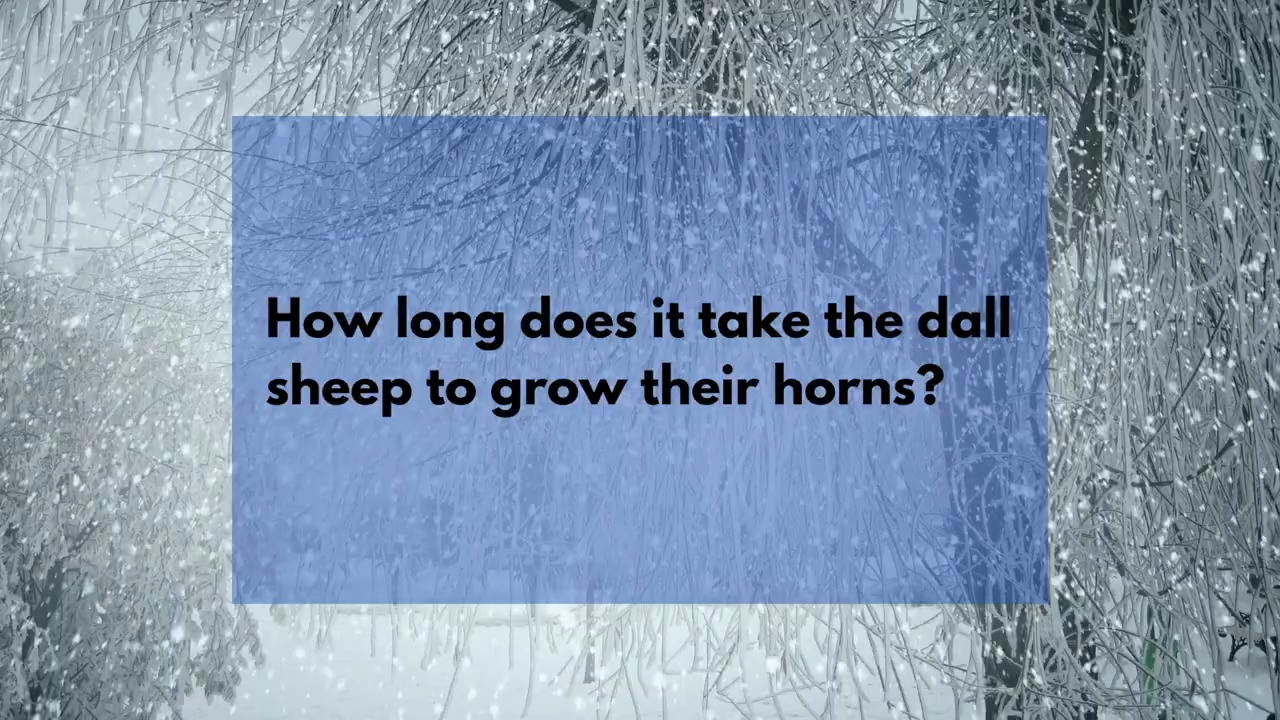 How long does it take the dall
sheep to grow their horns?